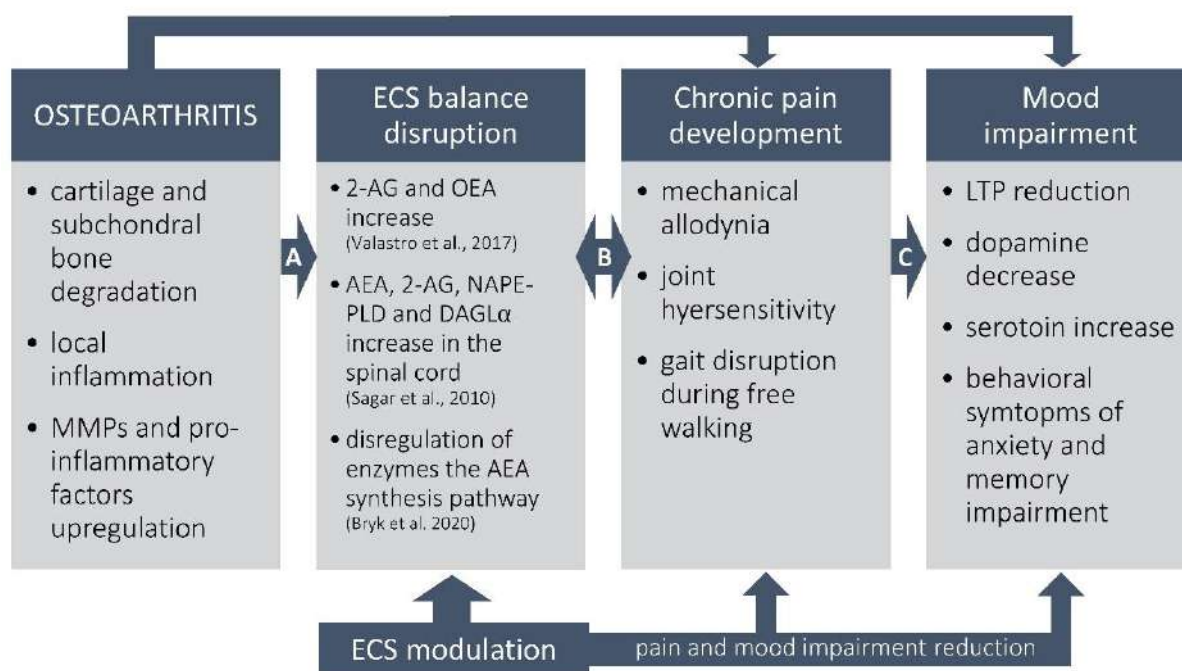 OSTEOARTHRITIS
• cartilage and
subchondral
bone
degradation
• local
inflammation
• MMPs and pro-
inflammatory
factors
upregulation
A
ECS balance
disruption
• 2-AG and OEA
increase
(Valastro et al., 2017)
• AEA, 2-AG, NAPE-
PLD and DAGLα
increase in the
spinal cord
(Sagar et al., 2010)
• disregulation of
enzymes the AEA
synthesis pathway
(Bryk et al. 2020)
B
Chronic pain
development
• mechanical
allodynia
• joint
hysersensitivity
• gait disruption
during free
walking
C
Mood
impairment
• LTP reduction
• dopamine
decrease
• serotoin increase
• behavioral
symtopms of
anxiety and
memory
impairment
ECS modulation
pain and mood impairment reduction